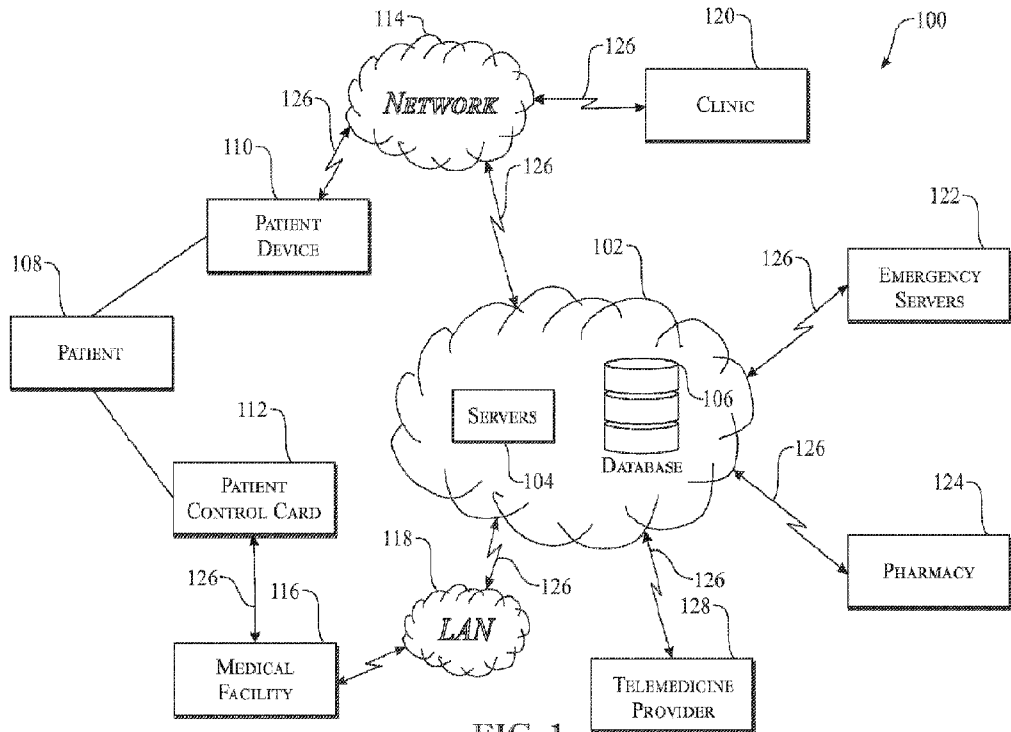 114
120
100
126
NETWORK
CLINIC
126
110
126
122
PATIENT
DEVICE
102
126
EMERGENCY
SERVERS
108
PATIENT
106
SERVERS
112
DATABASE
126
104
124
PATIENT
CONTROL CARD
118
126
PHARMACY
126
126
116
128
LAN
MEDICAL
FACILITY
TELEMEDICINE
PROVIDER
FIG. 1